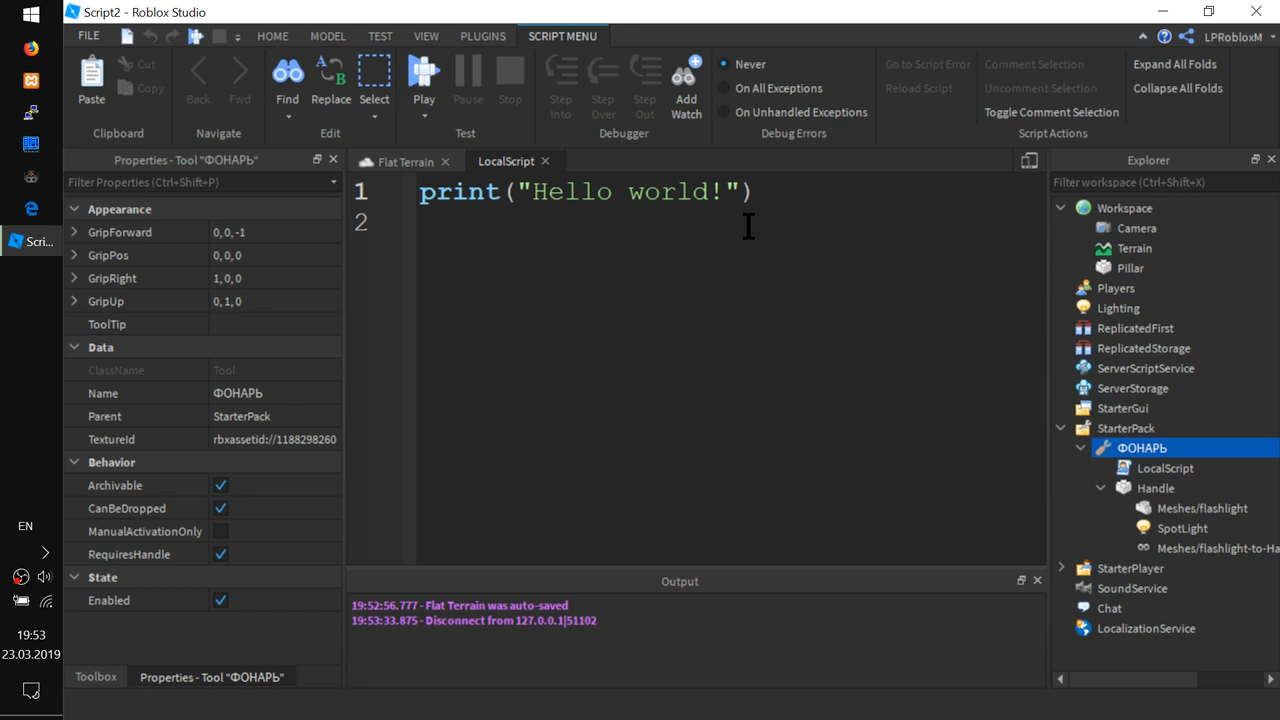 Script2 - Roblox Studio
FILE
HOME
MODEL
TEST
VIEW
PLUGINS
SCRIPT MENU
LPRobloxM
Paste
Cut
Copy
Clipboard
Back
Fwd
Navigate
Find
Replace
Select
Edit
Play
Pause
Stop
Test
Step Into
Step Over
Step Out
Add Watch
Debugger
Never
On All Exceptions
On Unhandled Exceptions
Debug Errors
Go to Script Error
Reload Script
Comment Selection
Uncomment Selection
Toggle Comment Selection
Expand All Folds
Collapse All Folds
Script Actions
Properties - Tool "ФОНАРЬ"
Filter Properties (Ctrl+Shift+P)
Appearance
GripForward 0, 0, -1
GripPos 0, 0, 0
GripRight 1, 0, 0
GripUp 0, 1, 0
ToolTip
Data
ClassName Tool
Name ФОНАРЬ
Parent StarterPack
TextureId rbxassetid://1188298260
Behavior
Archivable
CanBeDropped
ManualActivationOnly
RequiresHandle
State
Enabled
Toolbox
Properties - Tool "ФОНАРЬ"
Flat Terrain
LocalScript
1 print("Hello world!")
2
Output
19:52:56.777 - Flat Terrain was auto-saved
19:53:33.875 - Disconnect from 127.0.0.1|51102
Explorer
Filter workspace (Ctrl+Shift+X)
Workspace
Camera
Terrain
Pillar
Players
Lighting
ReplicatedFirst
ReplicatedStorage
ServerScriptService
ServerStorage
StarterGui
StarterPack
ФОНАРЬ
LocalScript
Handle
Meshes/flashlight
SpotLight
Meshes/flashlight-to-Ha
StarterPlayer
SoundService
Chat
LocalizationService
Scri...
EN
19:53
23.03.2019